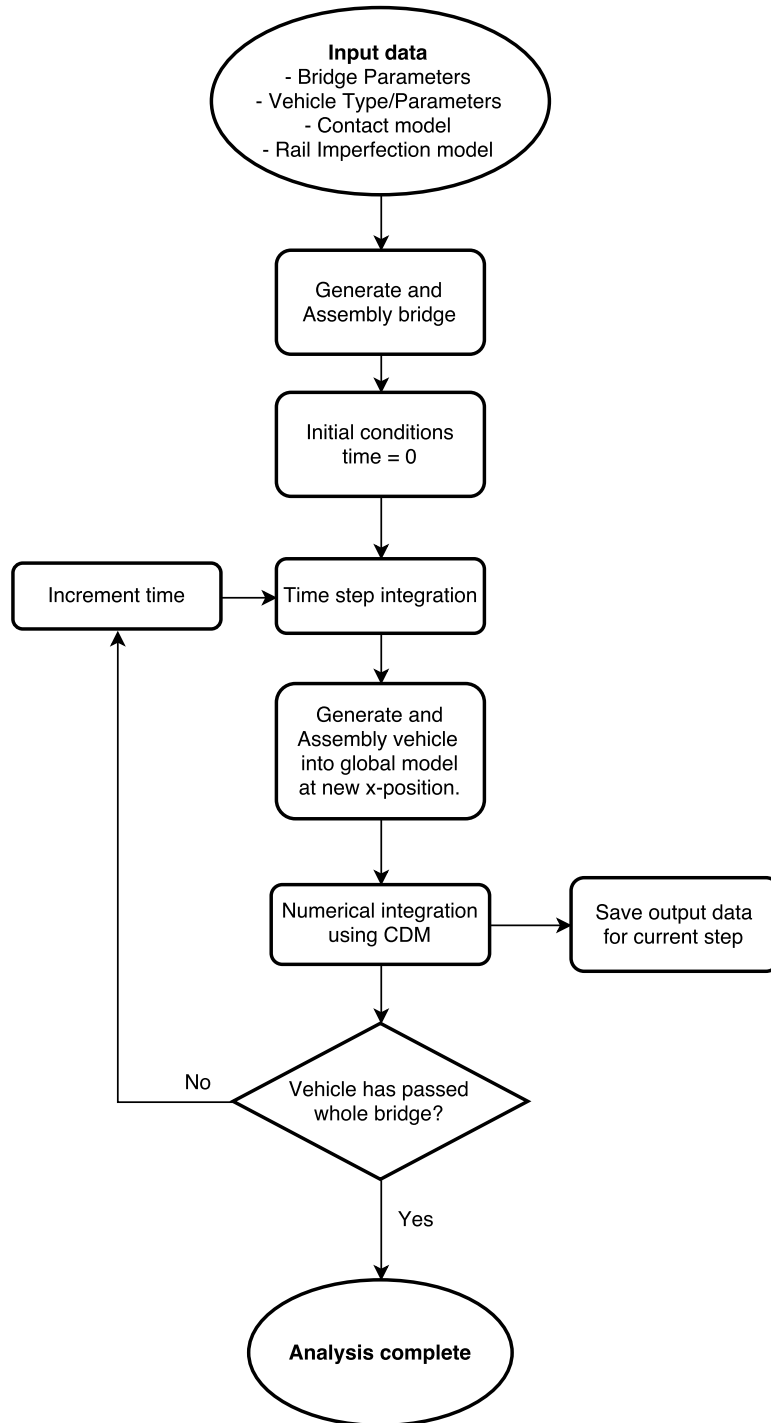 Input data
- Bridge Parameters
- Vehicle Type/Parameters
- Contact model
- Rail Imperfection model
Generate and
Assembly bridge
Initial conditions
time = 0
Increment time
Time step integration
Generate and
Assembly vehicle
into global model
at new x-position.
Numerical integration
using CDM
Save output data
for current step
Vehicle has passed
whole bridge?
No
Yes
Analysis complete